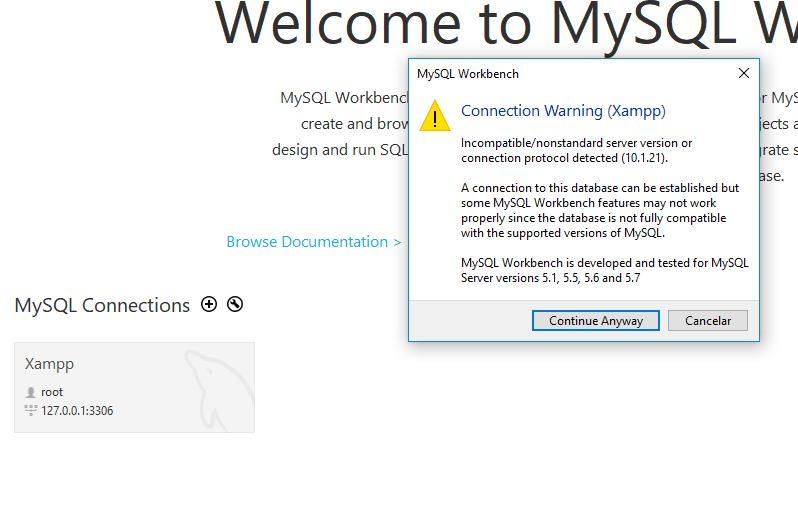 Welcome to MySQL W
MySQL Workbench
Connection Warning (Xampp)
Incompatible/nonstandard server version or
connection protocol detected (10.1.21).
A connection to this database can be established but
some MySQL Workbench features may not work
properly since the database is not fully compatible
with the supported versions of MySQL.
MySQL Workbench is developed and tested for MySQL
Server versions 5.1, 5.5, 5.6 and 5.7
Continue Anyway
Cancelar
MySQL Workbench
or MyS
create and brow
jects a
design and run SQL
grate s
ase.
Browse Documentation >
MySQL Connections
Xampp
root
127.0.0.1:3306